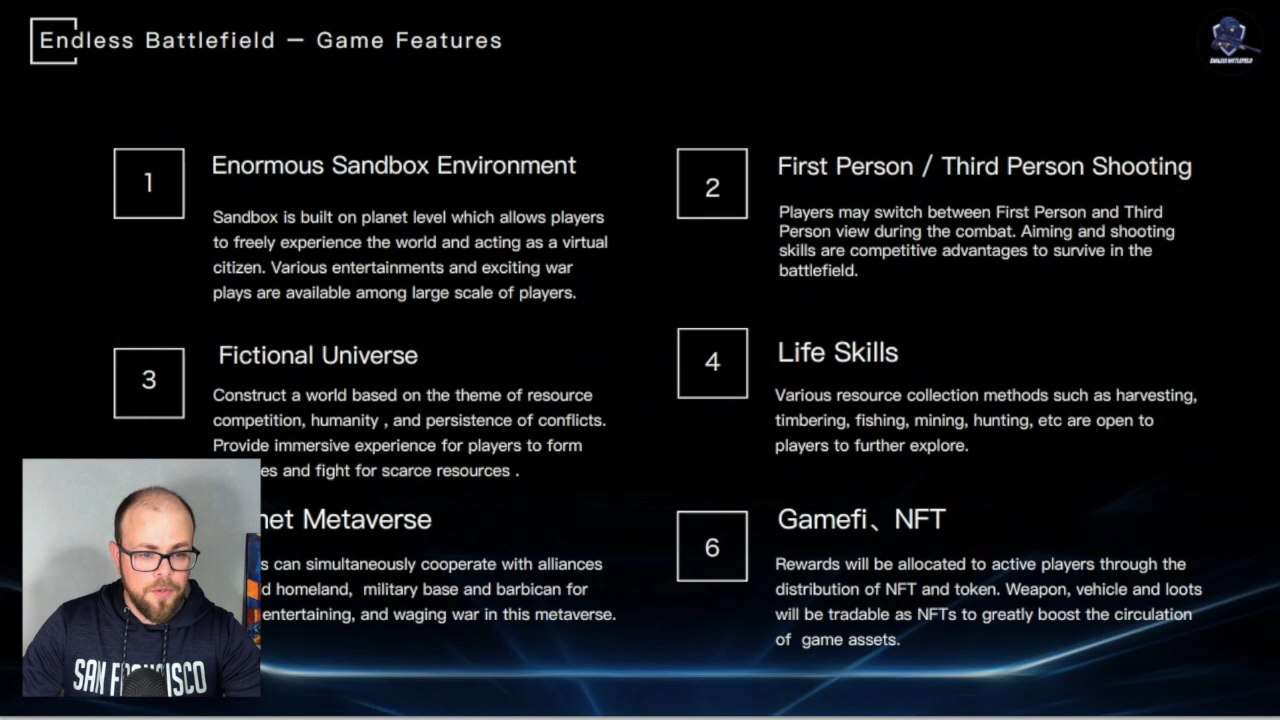 Endless Battlefield — Game Features
ENDLESS BATTLEFIELD
1
Enormous Sandbox Environment
Sandbox is built on planet level which allows players
to freely experience the world and acting as a virtual
citizen. Various entertainments and exciting war
plays are available among large scale of players.
2
First Person / Third Person Shooting
Players may switch between First Person and Third
Person view during the combat. Aiming and shooting
skills are competitive advantages to survive in the
battlefield.
3
Fictional Universe
Construct a world based on the theme of resource
competition, humanity , and persistence of conflicts.
Provide immersive experience for players to form
es and fight for scarce resources .
4
Life Skills
Various resource collection methods such as harvesting,
timbering, fishing, mining, hunting, etc are open to
players to further explore.
net Metaverse
s can simultaneously cooperate with alliances
d homeland, military base and barbican for
entertaining, and waging war in this metaverse.
6
Gamefi、NFT
Rewards will be allocated to active players through the
distribution of NFT and token. Weapon, vehicle and loots
will be tradable as NFTs to greatly boost the circulation
of game assets.
SAN FR CISCO